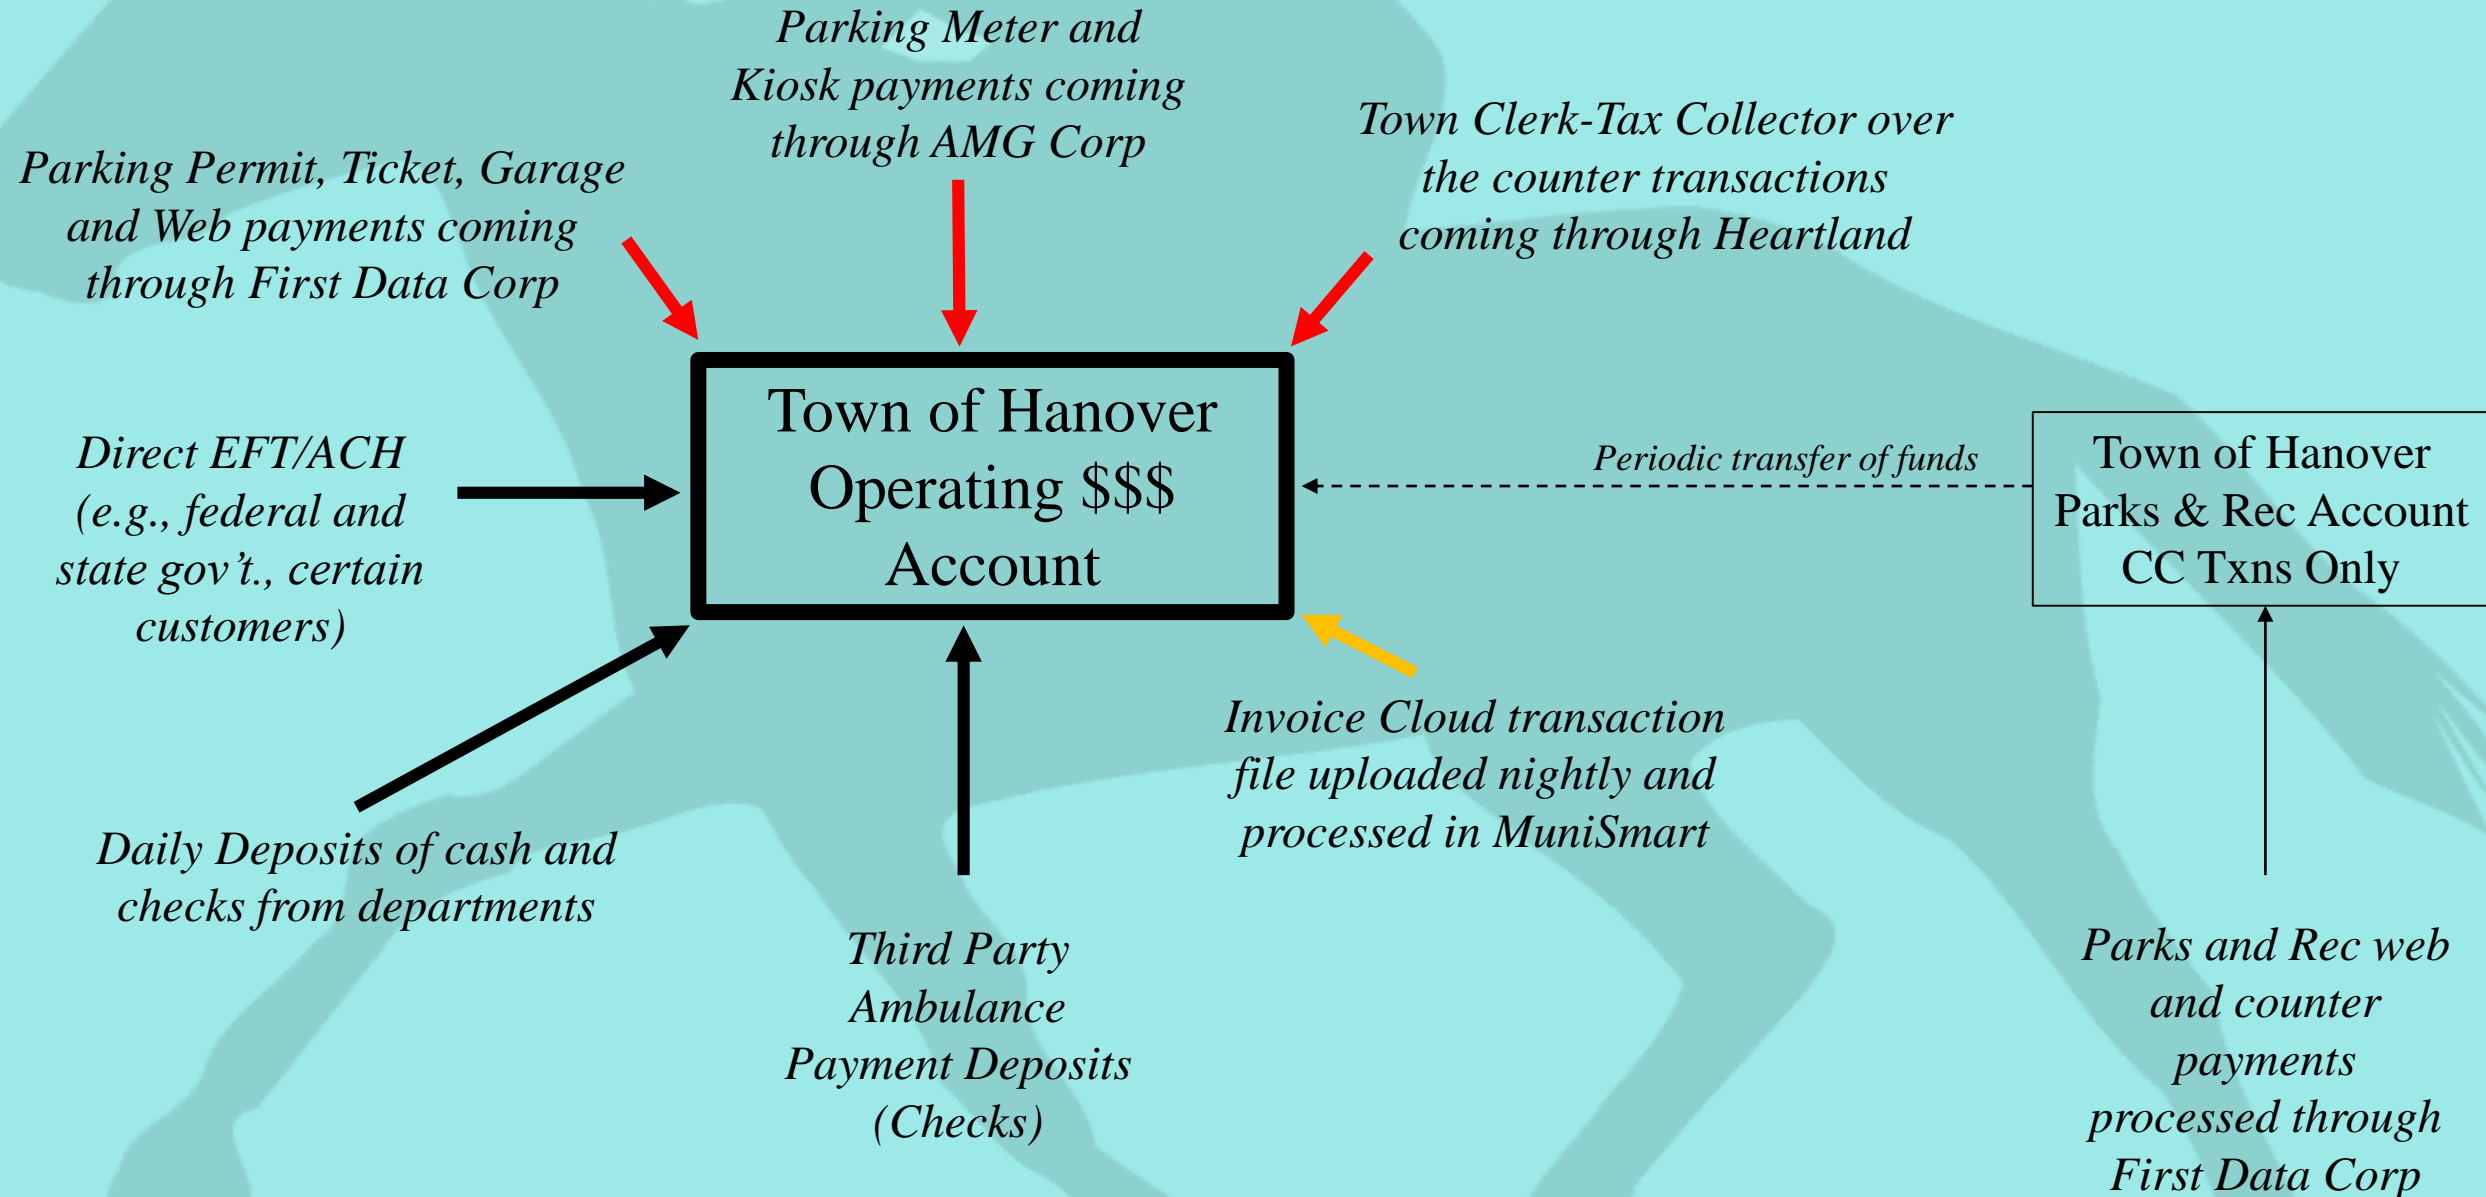 Parking Meter and
Kiosk payments coming
through AMG Corp
Town Clerk-Tax Collector over
the counter transactions
coming through Heartland
Parking Permit, Ticket, Garage
and Web payments coming
through First Data Corp
Town of Hanover
Operating $$$
Account
Direct EFT/ACH
(e.g., federal and
state gov’t., certain
customers)
Periodic transfer of funds
Town of Hanover
Parks & Rec Account
CC Txns Only
Invoice Cloud transaction
file uploaded nightly and
processed in MuniSmart
Daily Deposits of cash and
checks from departments
Third Party
Ambulance
Payment Deposits
(Checks)
Parks and Rec web
and counter
payments
processed through
First Data Corp